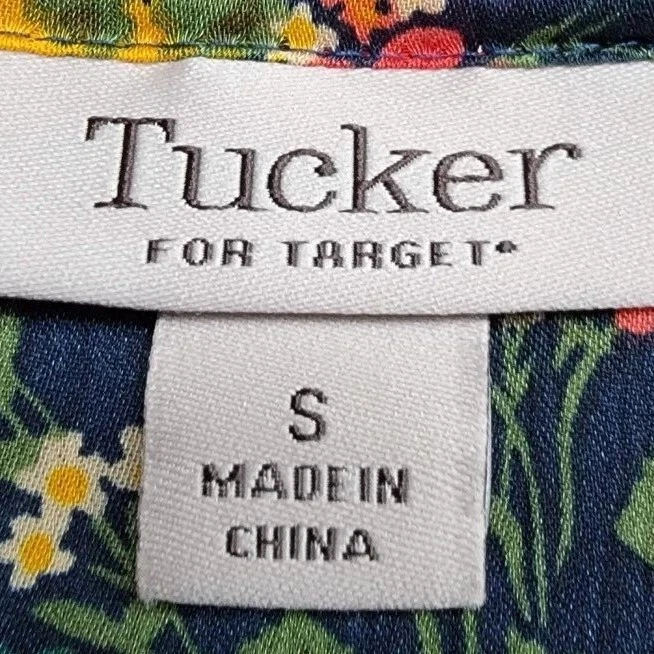 Tucker
FOR TARGET®
S
MADE IN
CHINA